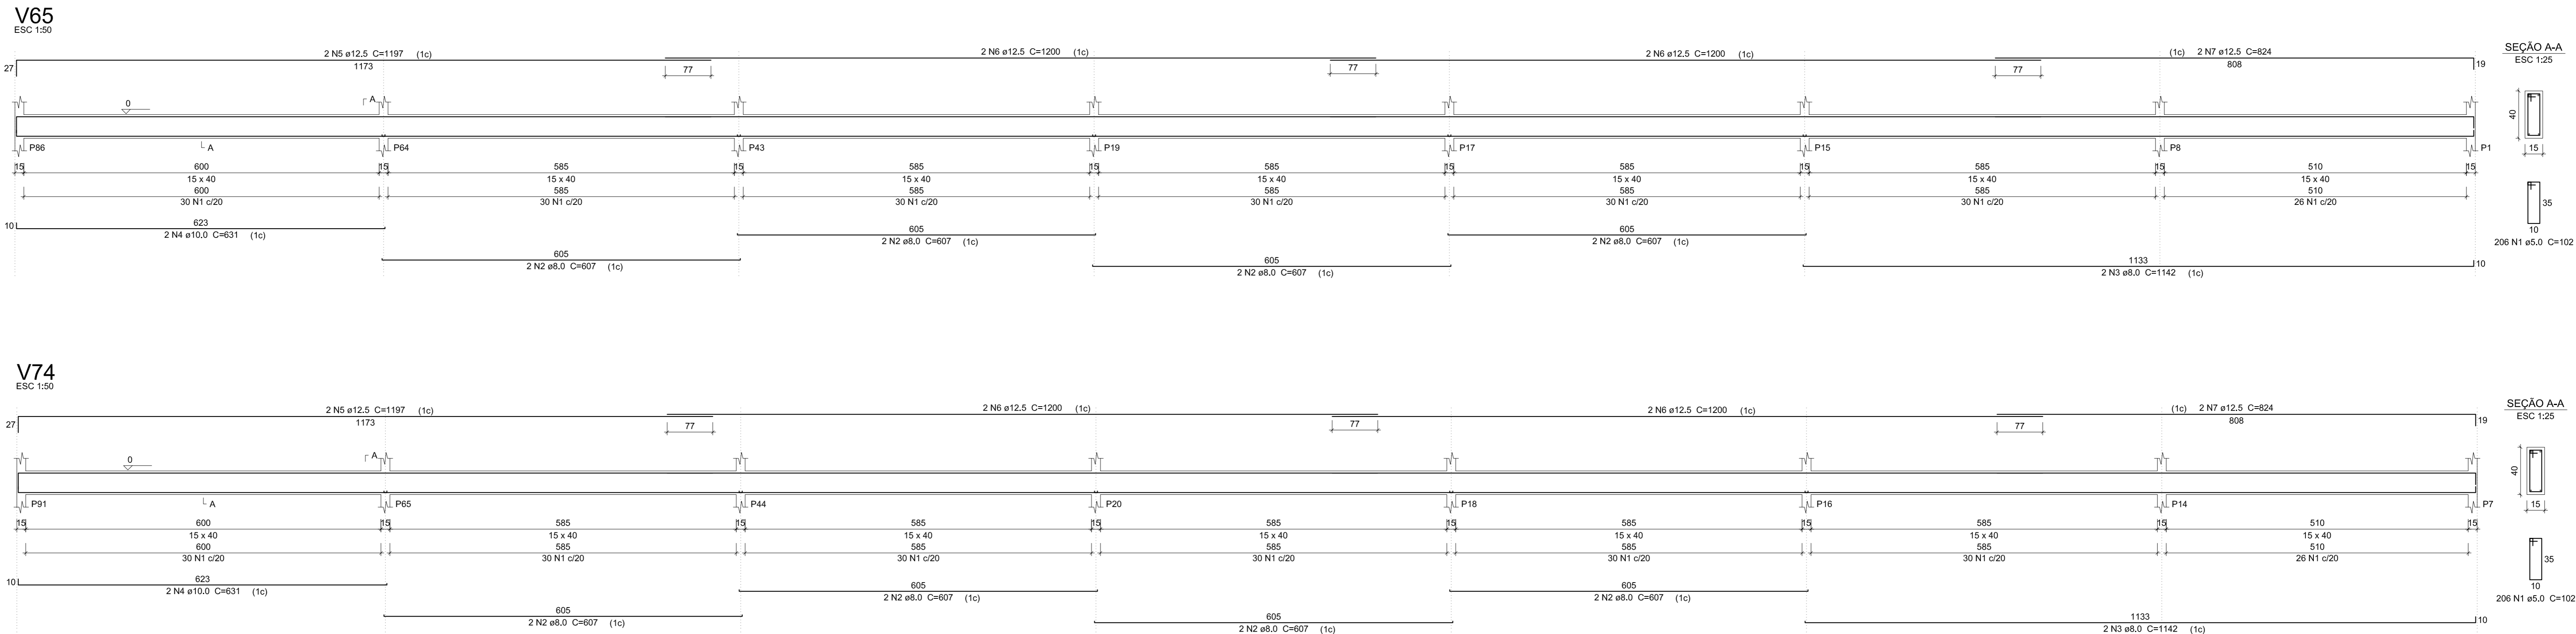 V65
ESC 1:50
2 N5 ø12.5 C=1197 (1c)
2 N6 ø12.5 C=1200 (1c)
2 N6 ø12.5 C=1200 (1c)
(1c) 2 N7 ø12.5 C=824
27
1173
77
77
77
808
19
SEÇÃO A-A
ESC 1:25
0
A
40
15
P86
A
P64
P43
P19
P17
P15
P8
P1
15 600 15 585 15 585 15 585 15 585 15 585 15 510 15
15 x 40 15 x 40 15 x 40 15 x 40 15 x 40 15 x 40 15 x 40
600 585 585 585 585 585 510
30 N1 c/20 30 N1 c/20 30 N1 c/20 30 N1 c/20 30 N1 c/20 30 N1 c/20 26 N1 c/20
35
10
206 N1 ø5.0 C=102
10
623
2 N4 ø10.0 C=631 (1c)
605
2 N2 ø8.0 C=607 (1c)
605
2 N2 ø8.0 C=607 (1c)
605
2 N2 ø8.0 C=607 (1c)
605
2 N2 ø8.0 C=607 (1c)
1133
2 N3 ø8.0 C=1142 (1c)
10
V74
ESC 1:50
2 N5 ø12.5 C=1197 (1c)
2 N6 ø12.5 C=1200 (1c)
2 N6 ø12.5 C=1200 (1c)
(1c) 2 N7 ø12.5 C=824
27
1173
77
77
77
808
19
SEÇÃO A-A
ESC 1:25
0
A
40
15
P91
A
P65
P44
P20
P18
P16
P14
P7
15 600 15 585 15 585 15 585 15 585 15 585 15 510 15
15 x 40 15 x 40 15 x 40 15 x 40 15 x 40 15 x 40 15 x 40
600 585 585 585 585 585 510
30 N1 c/20 30 N1 c/20 30 N1 c/20 30 N1 c/20 30 N1 c/20 30 N1 c/20 26 N1 c/20
35
10
206 N1 ø5.0 C=102
10
623
2 N4 ø10.0 C=631 (1c)
605
2 N2 ø8.0 C=607 (1c)
605
2 N2 ø8.0 C=607 (1c)
605
2 N2 ø8.0 C=607 (1c)
605
2 N2 ø8.0 C=607 (1c)
1133
2 N3 ø8.0 C=1142 (1c)
10